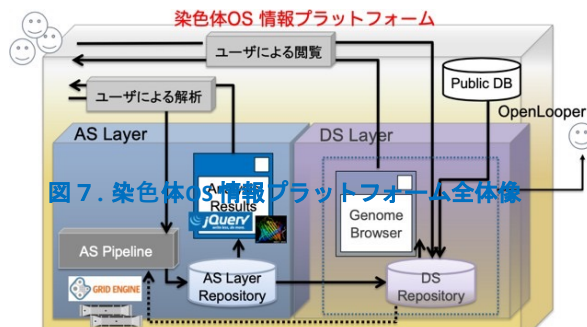 染色体OS 情報プラットフォーム
ユーザによる閲覧
Public DB
ユーザによる解析
OpenLooper
AS Layer
DS Layer
図７. 染色体OS 情報プラットフォーム全体像
Results
jQuery
Genome
Browser
AS Pipeline
GRID ENGINE
AS Layer
Repository
DS
Repository